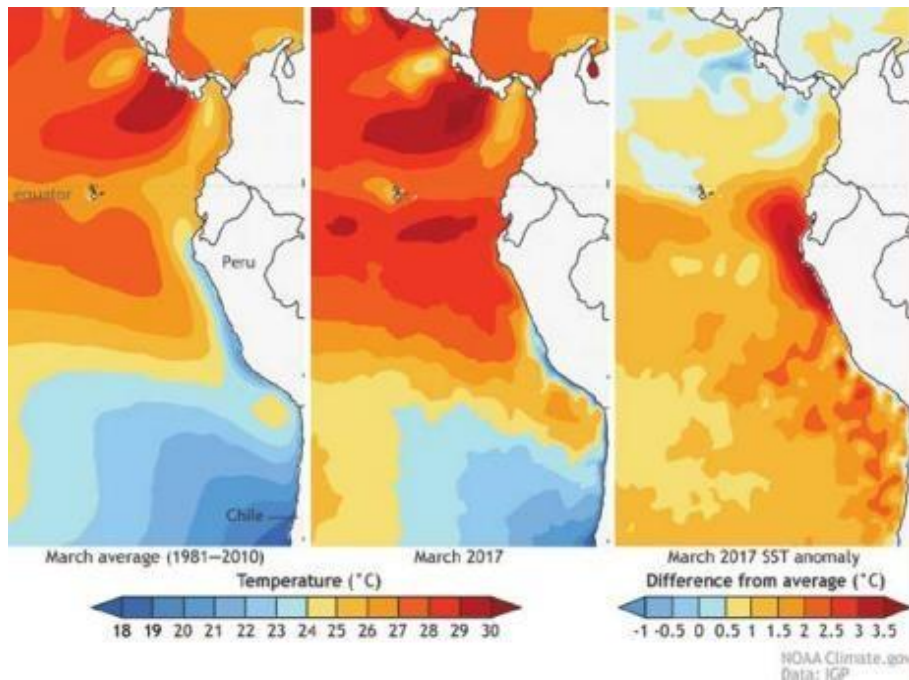 equator
Peru
Chile
March average (1981—2010)
March 2017
March 2017 SST anomaly
Temperature (°C)
18 19 20 21 22 23 24 25 26 27 28 29 30
Difference from average (°C)
-1 -0.5 0 0.5 1 1.5 2 2.5 3 3.5
NOAA Climate.gov
Data: IGP